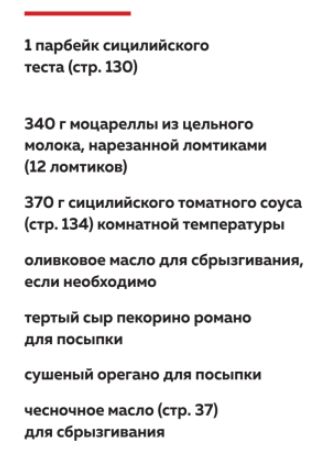 1 парбейк сицилийского
теста (стр. 130)
340 г моцареллы из цельного
молока, нарезанной ломтиками
(12 ломтиков)
370 г сицилийского томатного соуса
(стр. 134) комнатной температуры
оливковое масло для сбрызгивания,
если необходимо
тертый сыр пекорино романо
для посыпки
сушеный орегано для посыпки
чесночное масло (стр. 37)
для сбрызгивания